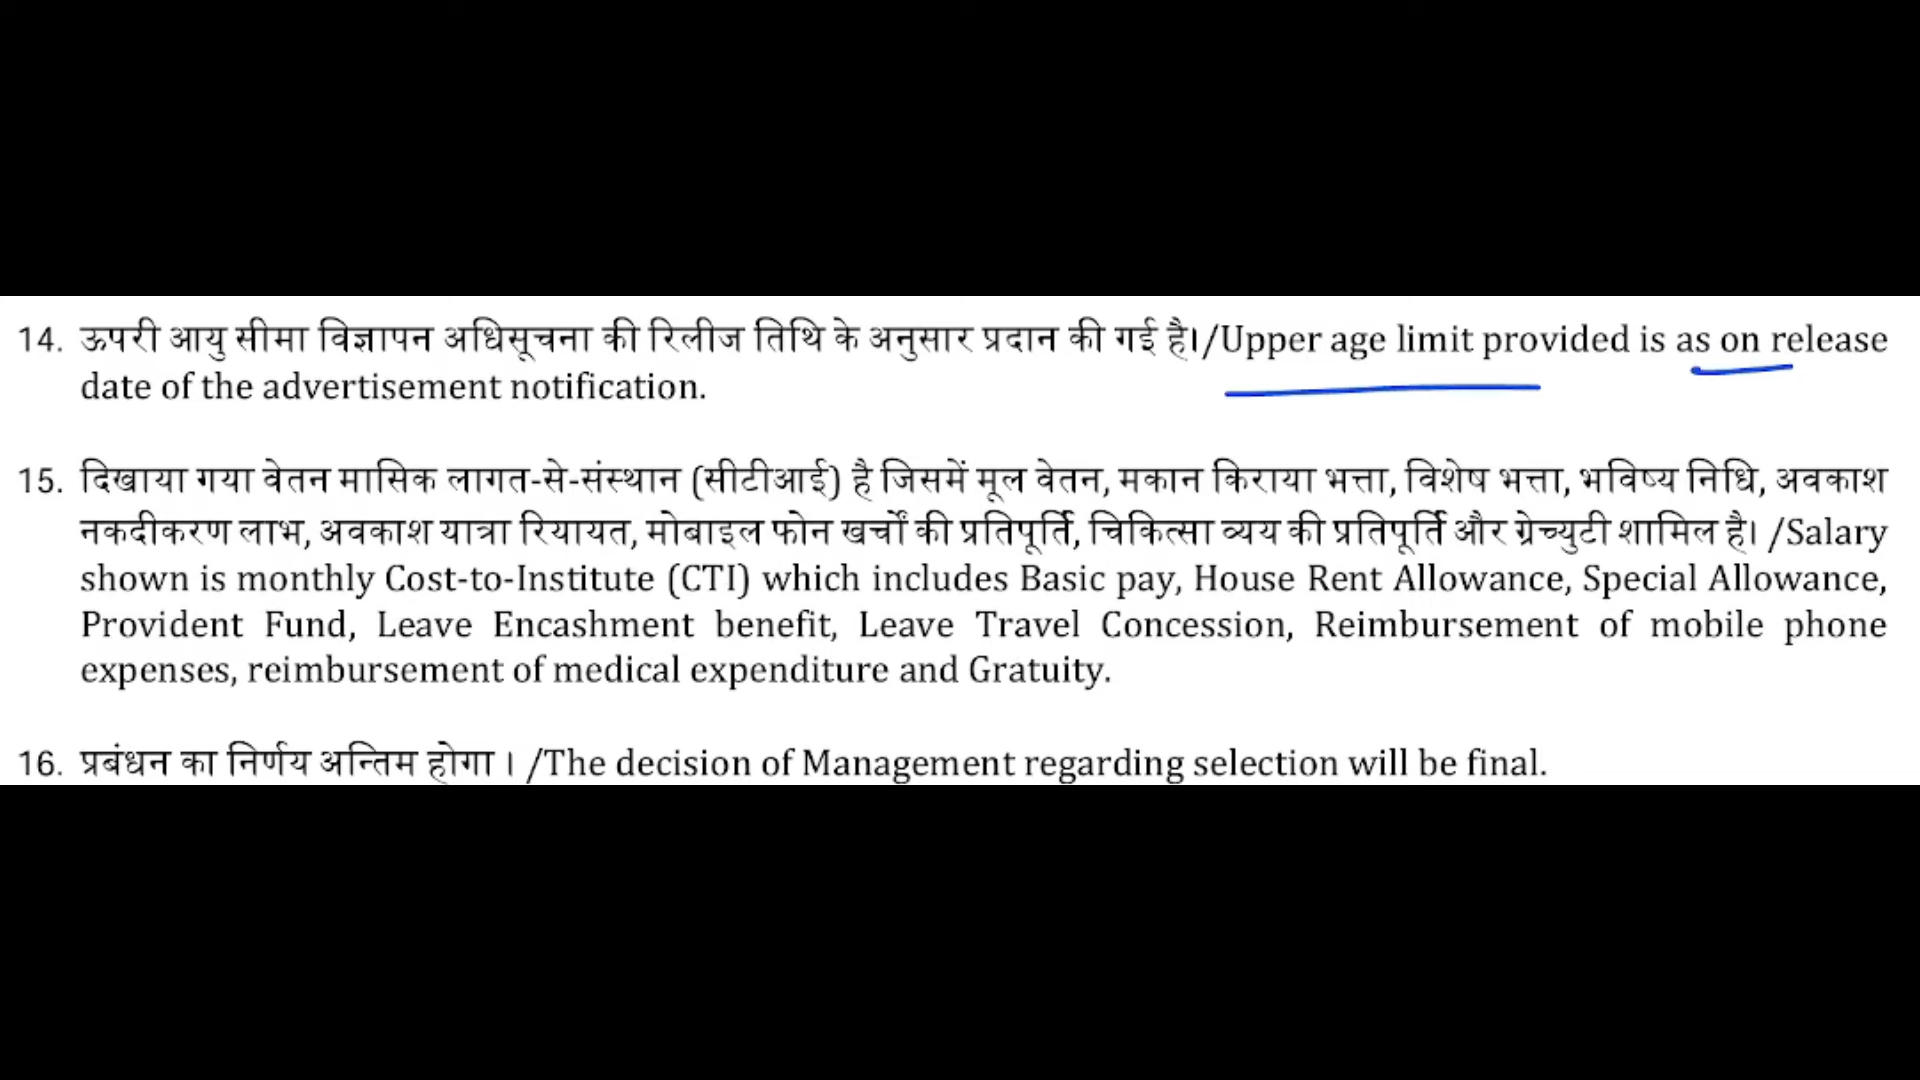 14. ऊपरी आयु सीमा विज्ञापन अधिसूचना की रिलीज तिथि के अनुसार प्रदान की गई है।/Upper age limit provided is as on release
date of the advertisement notification.
15. दिखाया गया वेतन मासिक लागत-से-संस्थान (सीटीआई) है जिसमें मूल वेतन, मकान किराया भत्ता, विशेष भत्ता, भविष्य निधि, अवकाश
नकदीकरण लाभ, अवकाश यात्रा रियायत, मोबाइल फोन खर्चों की प्रतिपूर्ति, चिकित्सा व्यय की प्रतिपूर्ति और ग्रेच्युटी शामिल है। /Salary
shown is monthly Cost-to-Institute (CTI) which includes Basic pay, House Rent Allowance, Special Allowance,
Provident Fund, Leave Encashment benefit, Leave Travel Concession, Reimbursement of mobile phone
expenses, reimbursement of medical expenditure and Gratuity.
16. प्रबंधन का निर्णय अन्तिम होगा । /The decision of Management regarding selection will be final.